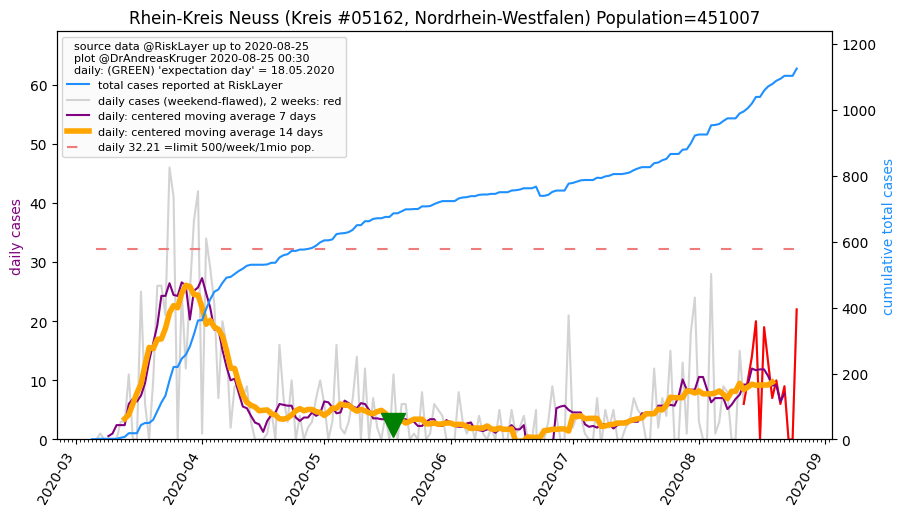 Rhein-Kreis Neuss (Kreis #05162, Nordrhein-Westfalen) Population=451007
source data @RiskLayer up to 2020-08-25
plot @DrAndreasKruger 2020-08-25 00:30
daily: (GREEN) 'expectation day' = 18.05.2020
total cases reported at RiskLayer
daily cases (weekend-flawed), 2 weeks: red
daily: centered moving average 7 days
daily: centered moving average 14 days
daily 32.21 =limit 500/week/1mio pop.
daily cases
60
50
40
30
20
10
0
1200
1000
800
600
400
200
0
cumulative total cases
2020-03
2020-04
2020-05
2020-06
2020-07
2020-08
2020-09